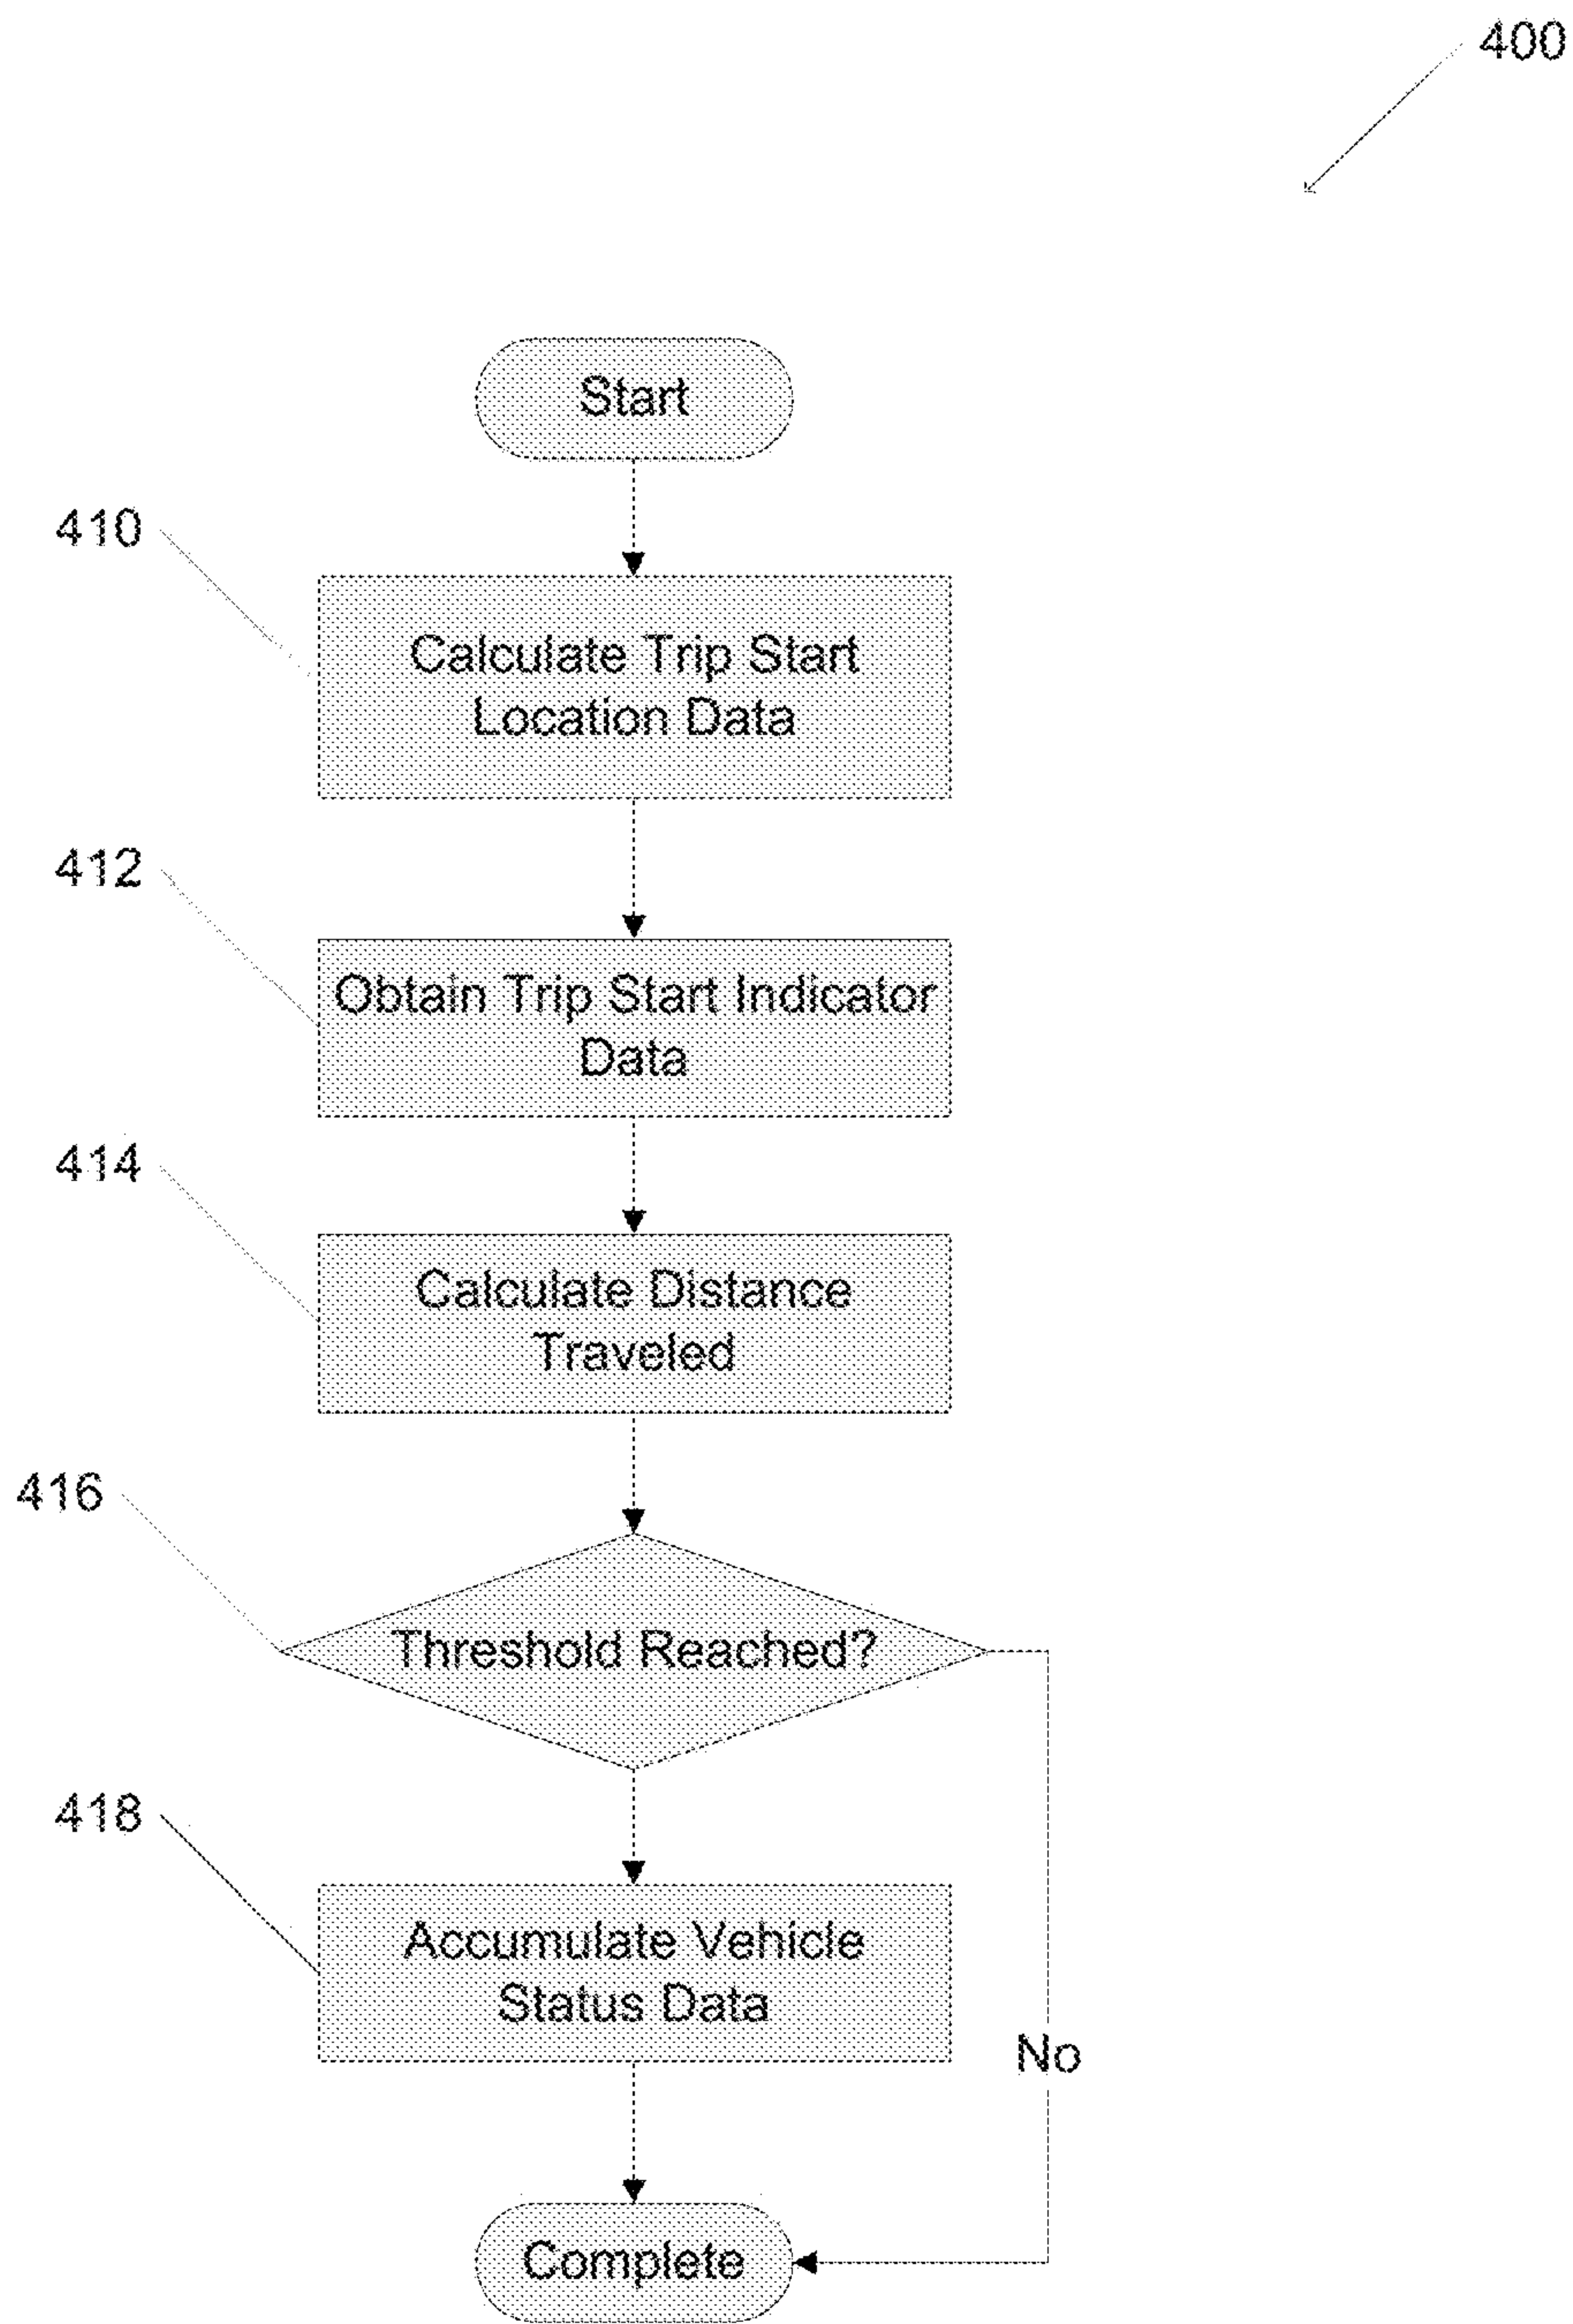 400
Start
410
Calculate Trip Start
Location Data
412
Obtain Trip Start Indicator
Data
414
Calculate Distance
Traveled
416
Threshold Reached?
418
Accumulate Vehicle
Status Data
No
Complete